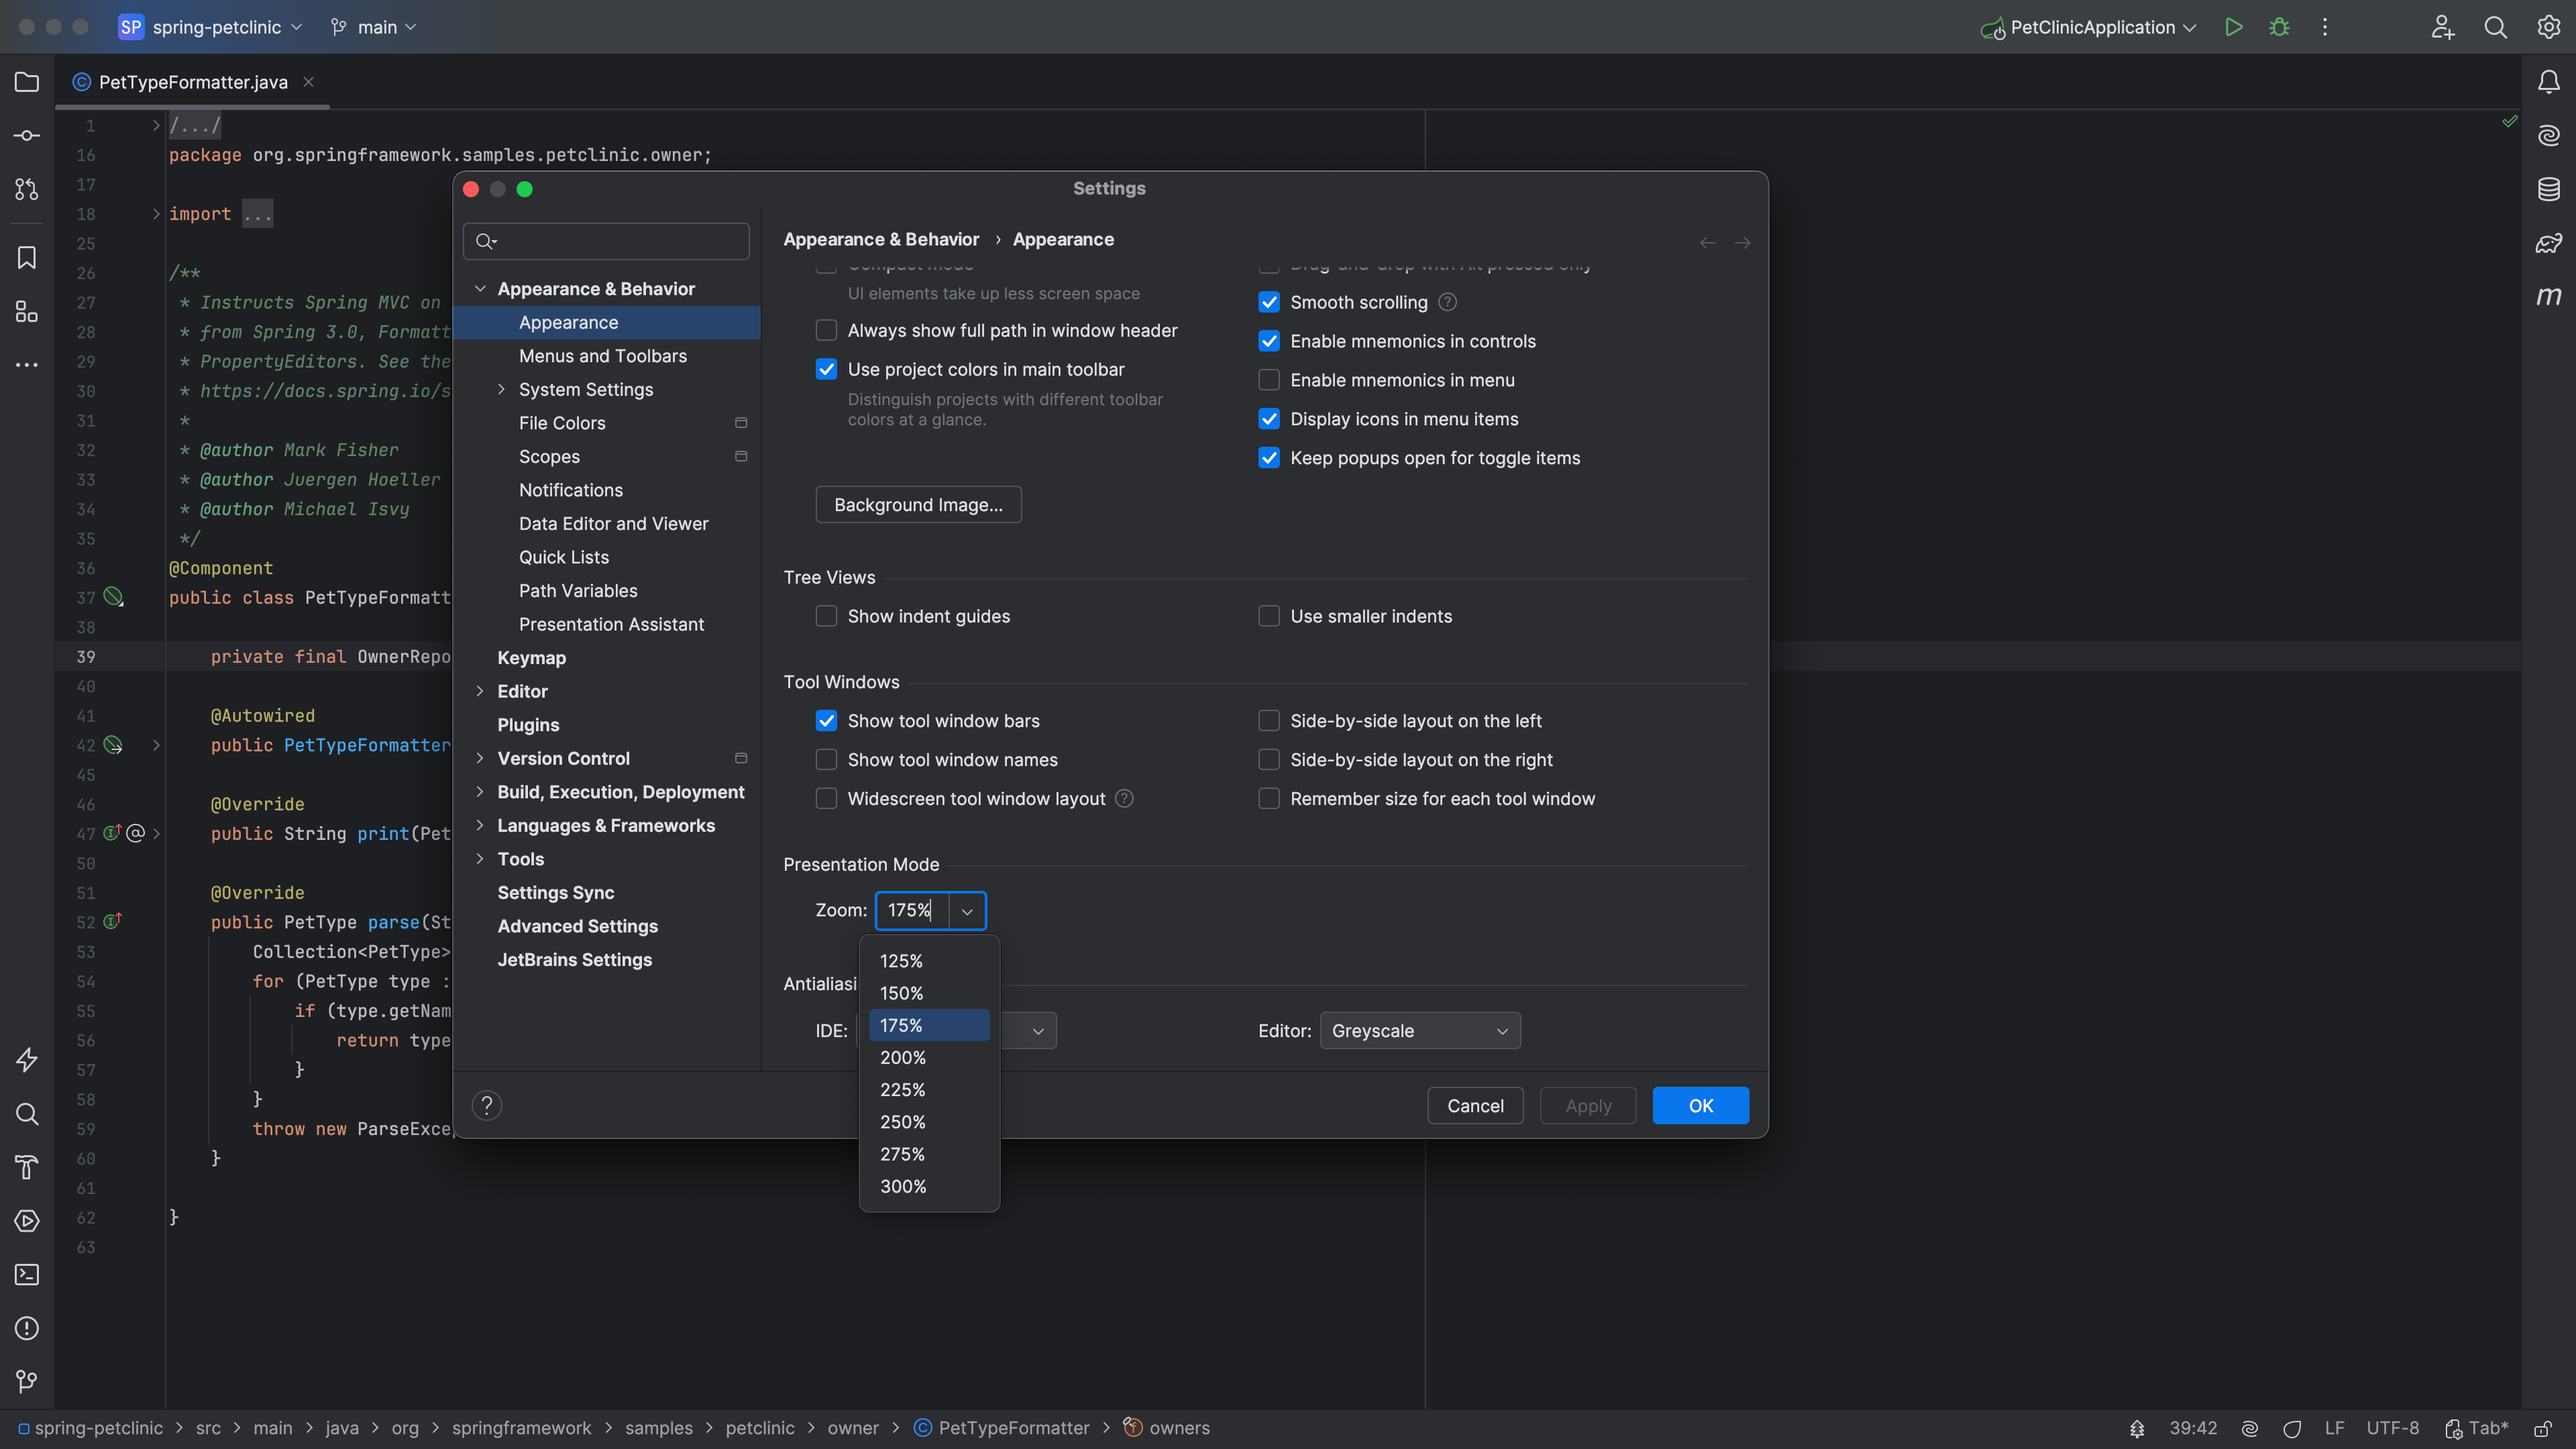 SP spring-petclinic main PetClinicApplication
PetTypeFormatter.java
1 /.../
16 package org.springframework.samples.petclinic.owner;
17
18 import ...
25
26 /**
27 * Instructs Spring MVC on
28 * from Spring 3.0, Formatt
29 * PropertyEditors. See the
30 * https://docs.spring.io/s
31 *
32 * @author Mark Fisher
33 * @author Juergen Hoeller
34 * @author Michael Isvy
35 */
36 @Component
37 public class PetTypeFormatt
38
39 private final OwnerRepo
40
41 @Autowired
42 public PetTypeFormatter
45
46 @Override
47 @ public String print(Pet
50
51 @Override
52 public PetType parse(St
53 Collection<PetType>
54 for (PetType type :
55 if (type.getNam
56 return type
57 }
58 }
59 throw new ParseExce
60 }
61
62 }
63
Settings
Appearance & Behavior
Appearance
Menus and Toolbars
System Settings
File Colors
Scopes
Notifications
Data Editor and Viewer
Quick Lists
Path Variables
Presentation Assistant
Keymap
Editor
Plugins
Version Control
Build, Execution, Deployment
Languages & Frameworks
Tools
Settings Sync
Advanced Settings
JetBrains Settings
?
Appearance & Behavior › Appearance
Compact mode
UI elements take up less screen space
Always show full path in window header
Use project colors in main toolbar
Distinguish projects with different toolbar
colors at a glance.
Drag-and-drop with Alt pressed only
Smooth scrolling ?
Enable mnemonics in controls
Enable mnemonics in menu
Display icons in menu items
Keep popups open for toggle items
Background Image...
Tree Views
Show indent guides
Use smaller indents
Tool Windows
Show tool window bars
Side-by-side layout on the left
Show tool window names
Side-by-side layout on the right
Widescreen tool window layout ?
Remember size for each tool window
Presentation Mode
Zoom: 175%
125%
150%
175%
200%
225%
250%
275%
300%
Antialiasi
IDE:
Editor: Greyscale
Cancel Apply OK
m
spring-petclinic > src > main > java > org > springframework > samples > petclinic > owner > PetTypeFormatter > owners
39:42 LF UTF-8 Tab*